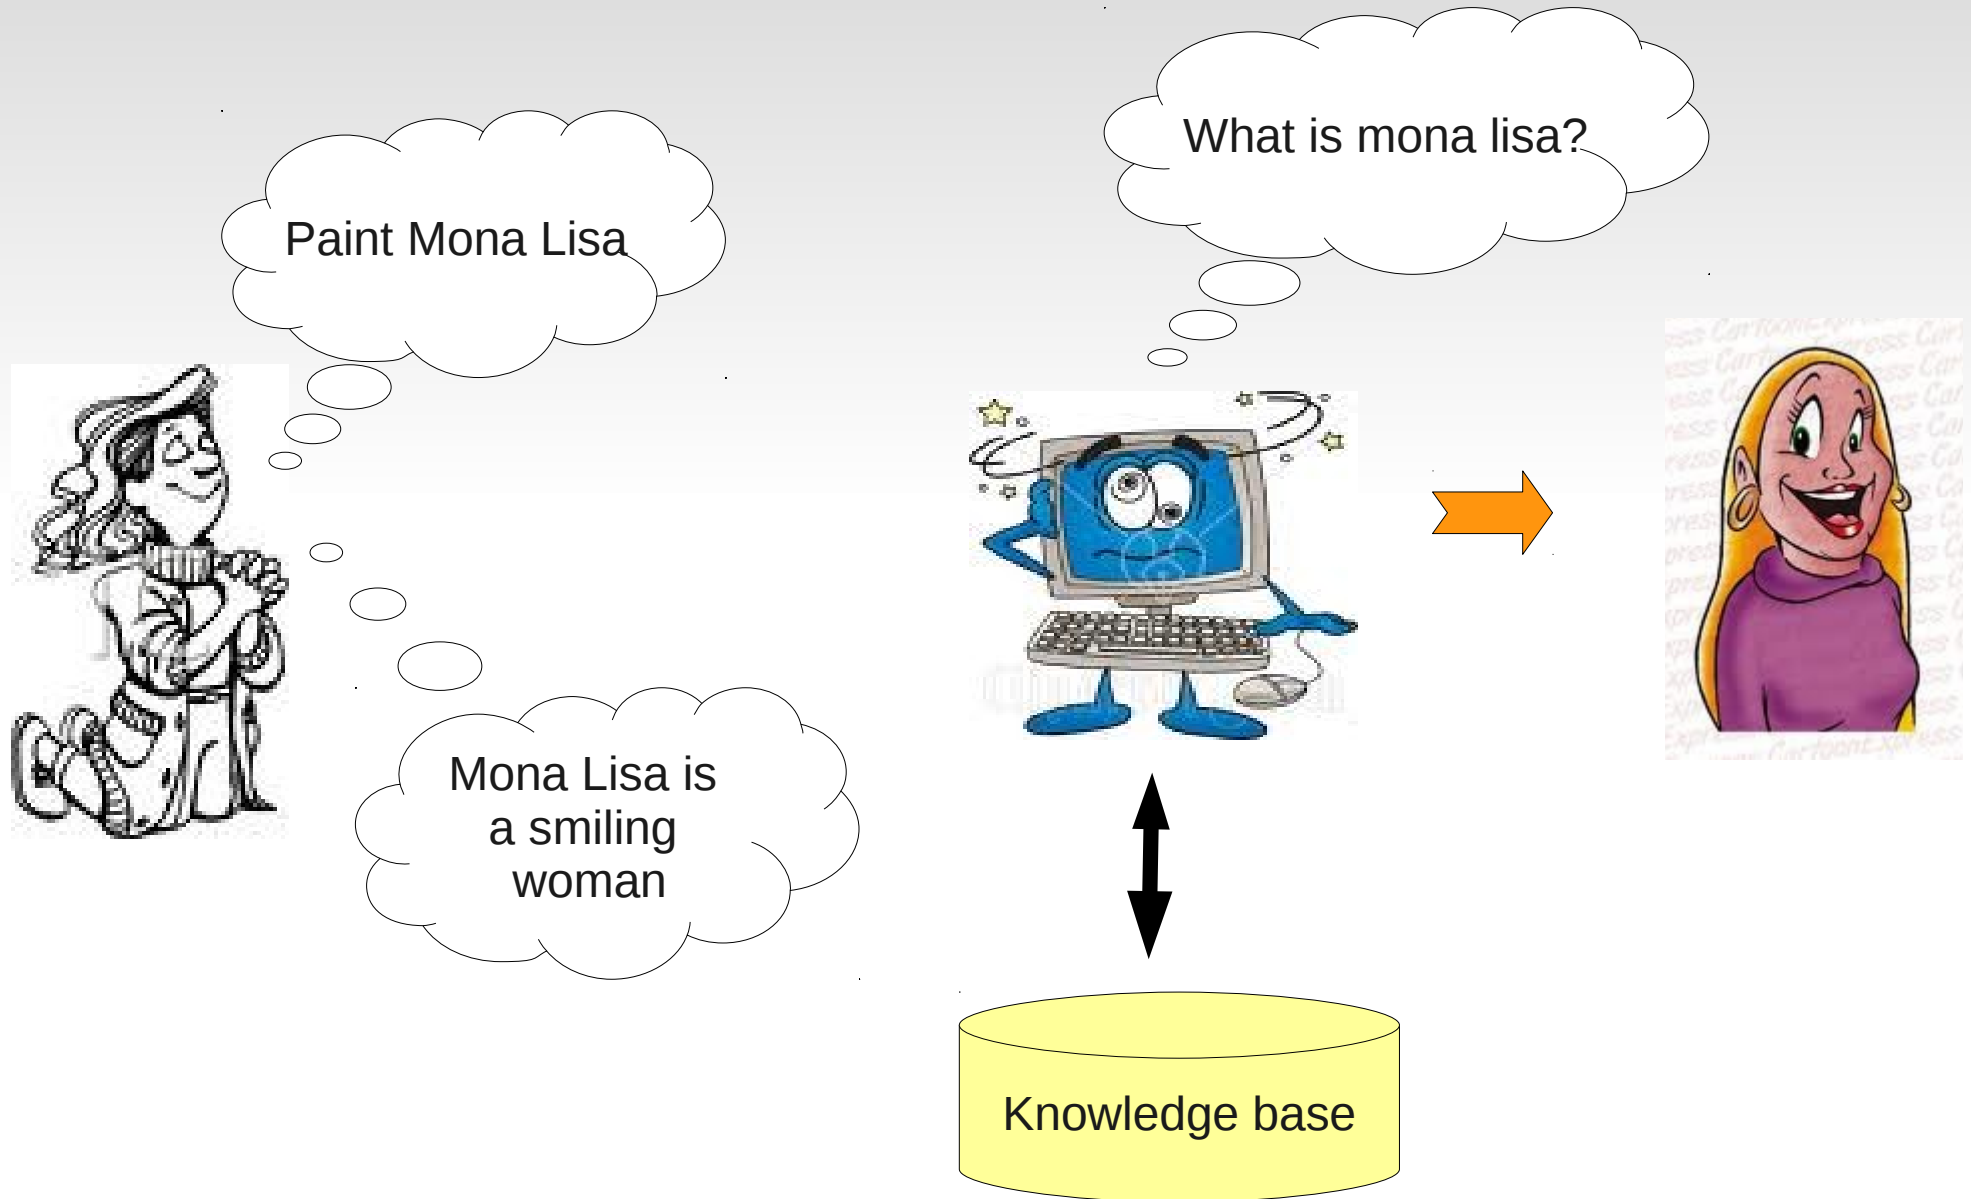 What is mona lisa?
Paint Mona Lisa
Mona Lisa is
a smiling
woman
Knowledge base